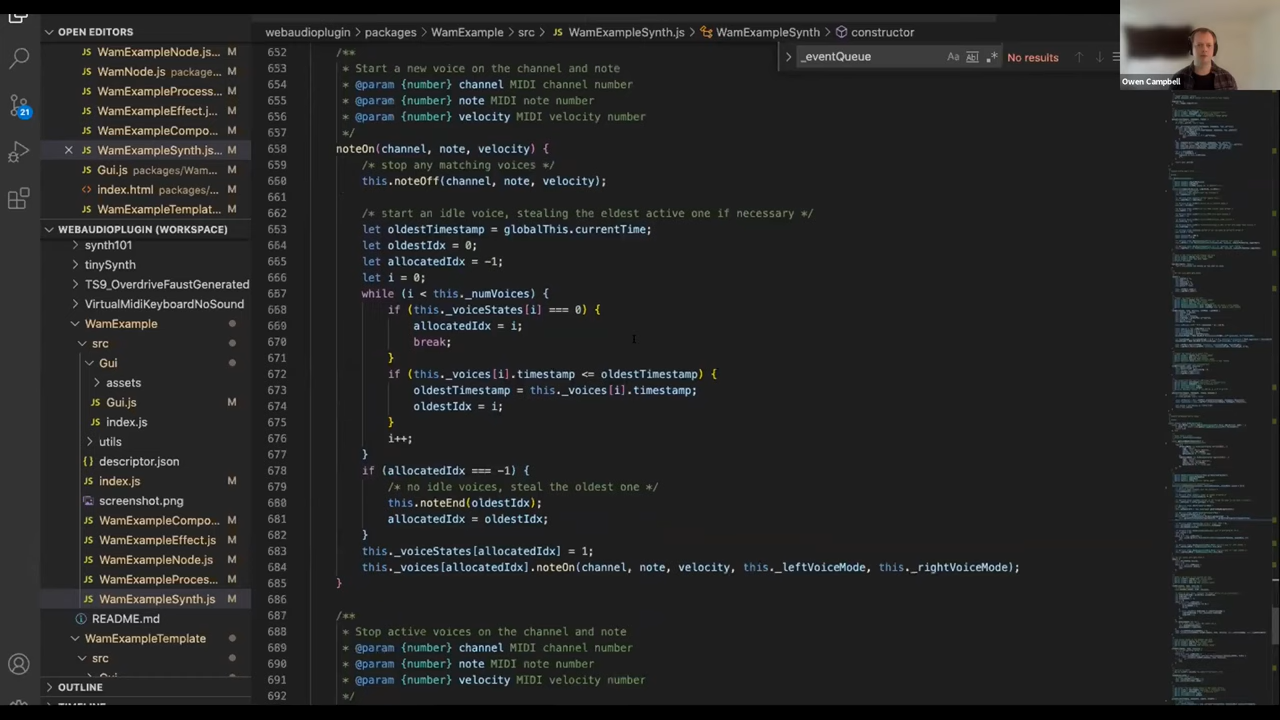 OPEN EDITORS
WamExampleNode.js... M
WamNode.js package... M
WamExampleProcess... M
WamExampleEffect.j... M
WamExampleCompo... M
WamExampleSynth.js... M
Gui.js packages/Wam... M
index.html packages/...
WamExampleTemplat... M
WEBAUDIOPLUGIN (WORKSPACE)
synth101
tinySynth
TS9_OverdriveFaustGenerated
VirtualMidiKeyboardNoSound
WamExample
src
Gui
assets
Gui.js M
index.js M
utils
descriptor.json M
index.js M
screenshot.png M
WamExampleCompo... M
WamExampleEffect.js M
WamExampleNode.js M
WamExampleProces... M
WamExampleSynth.js M
README.md
WamExampleTemplate
src
OUTLINE
21
webaudioplugin › packages › WamExample › src › JS WamExampleSynth.js › WamExampleSynth › constructor
_eventQueue Aa ab .* No results
Owen Campbell
652 /**
653 * Start a new voice on the channel and note
654 * @param {number} channel MIDI channel number
655 * @param {number} note MIDI note number
656 * @param {number} velocity MIDI velocity number
657 */
658 noteOn(channel, note, velocity) {
659 /* stop any matching voices */
660 this.noteOff(channel, note, velocity);
661
662 /* start an idle voice, stealing the eldest active one if necessary */
663 let oldestTimestamp = globalThis.currentTime;
664 let oldestIdx = 0;
665 let allocatedIdx = -1;
666 let i = 0;
667 while (i < this._numVoices) {
668 if (this._voiceStates[i] === 0) {
669 allocatedIdx = i;
670 break;
671 }
672 if (this._voices[i].timestamp <= oldestTimestamp) {
673 oldestTimestamp = this._voices[i].timestamp;
674 oldestIdx = i;
675 }
676 i++;
677 }
678 if (allocatedIdx === -1) {
679 /* no idle voices, steal the oldest one */
680 this.noteEnd(oldestIdx);
681 allocatedIdx = oldestIdx;
682 }
683 this._voiceStates[allocatedIdx] = 1;
684 this._voices[allocatedIdx].noteOn(channel, note, velocity, this._leftVoiceMode, this._rightVoiceMode);
685 }
686
687 /**
688 * Stop active voices on the channel and note
689 * @param {number} channel MIDI channel number
690 * @param {number} note MIDI note number
691 * @param {number} velocity MIDI velocity number
692 */